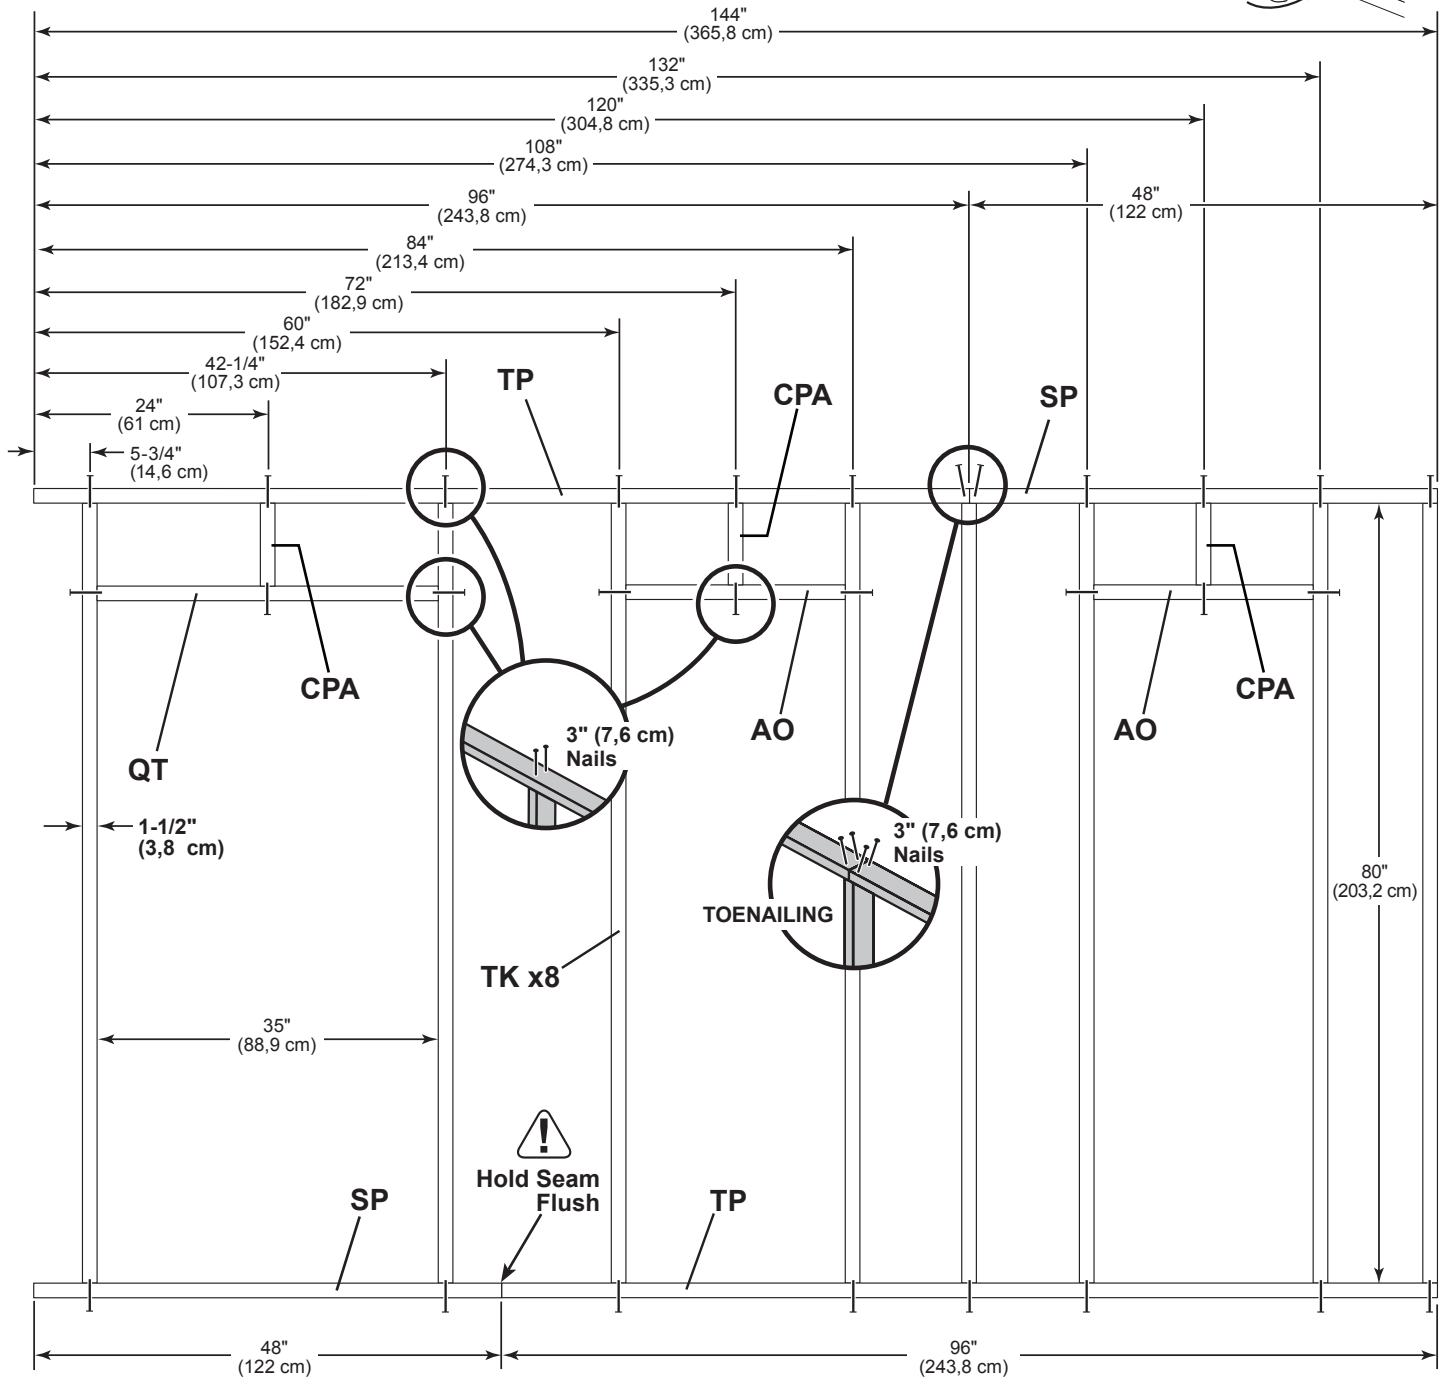 144"
(365,8 cm)
132"
(335,3 cm)
120"
(304,8 cm)
108"
(274,3 cm)
96"
(243,8 cm)
48"
(122 cm)
84"
(213,4 cm)
72"
(182,9 cm)
60"
(152,4 cm)
42-1/4"
(107,3 cm)
24"
(61 cm)
5-3/4"
(14,6 cm)
TP
CPA
SP
CPA
QT
3" (7,6 cm)
Nails
AO
CPA
AO
1-1/2"
(3,8 cm)
3" (7,6 cm)
Nails
TOENAILING
80"
(203,2 cm)
TK x8
35"
(88,9 cm)
!
Hold Seam
Flush
SP
TP
48"
(122 cm)
96"
(243,8 cm)